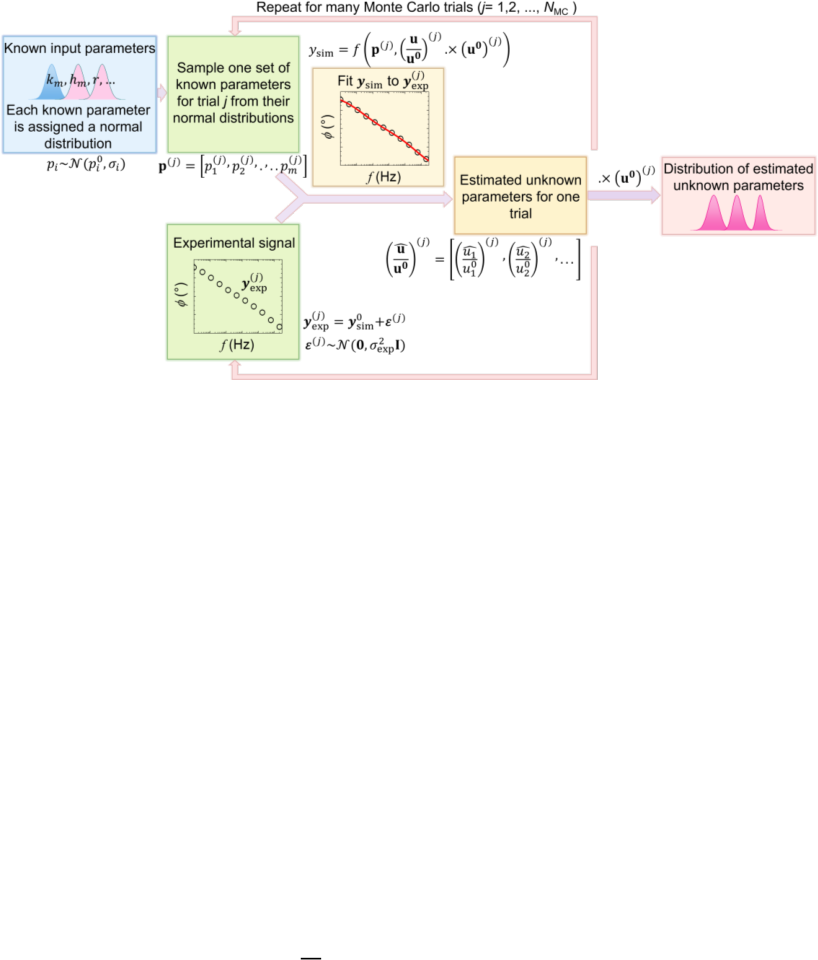 Repeat for many Monte Carlo trials (j= 1,2, ..., N_MC )
Known input parameters
k_m, h_m, r, ...
Each known parameter
is assigned a normal
distribution
p_i~𝒩(p_i^0, σ_i)
Sample one set of
known parameters
for trial j from their
normal distributions
𝐩^(j) = [p_1^(j), p_2^(j), . , . . p_m^(j)]
y_sim = f(𝐩^(j), (𝐮/𝐮^𝟎)^(j) .× (𝐮^𝟎)^(j))
Fit 𝒚_sim to 𝒚_exp^(j)
ϕ (°)
f (Hz)
Estimated unknown
parameters for one
trial
.× (𝐮^𝟎)^(j)
Distribution of estimated
unknown parameters
(𝐮̂/𝐮^𝟎)^(j) = [(û_1/u_1^0)^(j), (û_2/u_2^0)^(j), …]
Experimental signal
𝒚_exp^(j)
ϕ (°)
f (Hz)
𝒚_exp^(j) = 𝒚_sim^0+ε^(j)
ε^(j)~𝒩(𝟎, σ_exp^2 𝐈)